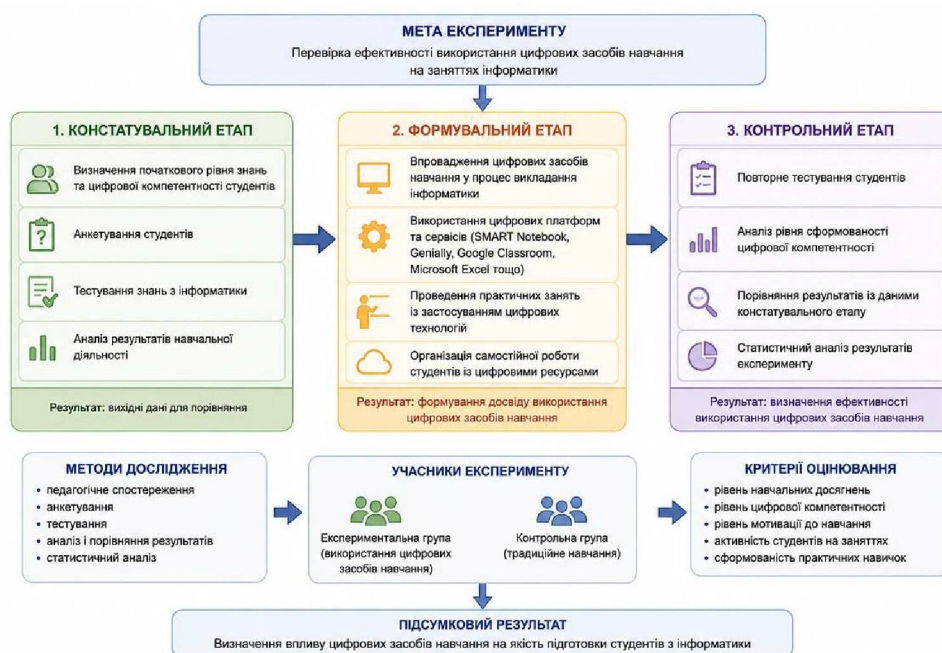 МЕТА ЕКСПЕРИМЕНТУ
Перевірка ефективності використання цифрових засобів навчання
на заняттях інформатики
1. КОНСТАТУВАЛЬНИЙ ЕТАП
Визначення початкового рівня знань
та цифрової компетентності студентів
Анкетування студентів
Тестування знань з інформатики
Аналіз результатів навчальної
діяльності
Результат: вихідні дані для порівняння
2. ФОРМУВАЛЬНИЙ ЕТАП
Впровадження цифрових засобів
навчання у процес викладання
інформатики
Використання цифрових платформ
та сервісів (SMART Notebook,
Genially, Google Classroom,
Microsoft Excel тощо)
Проведення практичних занять
із застосуванням цифрових
технологій
Організація самостійної роботи
студентів із цифровими ресурсами
Результат: формування досвіду використання
цифрових засобів навчання
3. КОНТРОЛЬНИЙ ЕТАП
Повторне тестування студентів
Аналіз рівня сформованості
цифрової компетентності
Порівняння результатів із даними
констатувального етапу
Статистичний аналіз результатів
експерименту
Результат: визначення ефективності
використання цифрових засобів навчання
МЕТОДИ ДОСЛІДЖЕННЯ
• педагогічне спостереження
• анкетування
• тестування
• аналіз і порівняння результатів
• статистичний аналіз
УЧАСНИКИ ЕКСПЕРИМЕНТУ
Експериментальна група
(використання цифрових
засобів навчання)
Контрольна група
(традиційне навчання)
КРИТЕРІЇ ОЦІНЮВАННЯ
• рівень навчальних досягнень
• рівень цифрової компетентності
• рівень мотивації до навчання
• активність студентів на заняттях
• сформованість практичних навичок
ПІДСУМКОВИЙ РЕЗУЛЬТАТ
Визначення впливу цифрових засобів навчання на якість підготовки студентів з інформатики